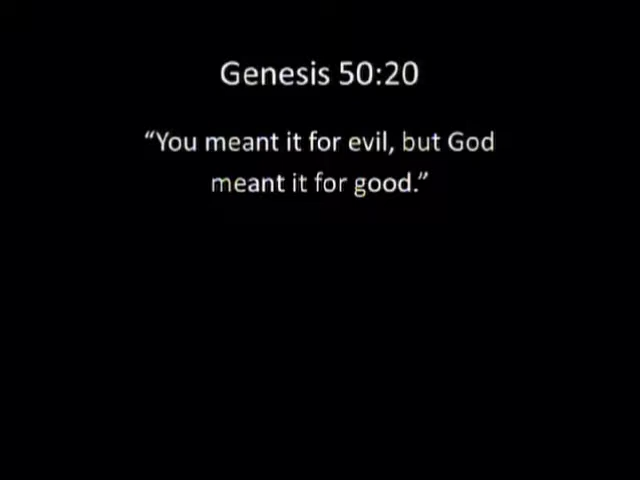 Genesis 50:20
“You meant it for evil, but God
meant it for good.”